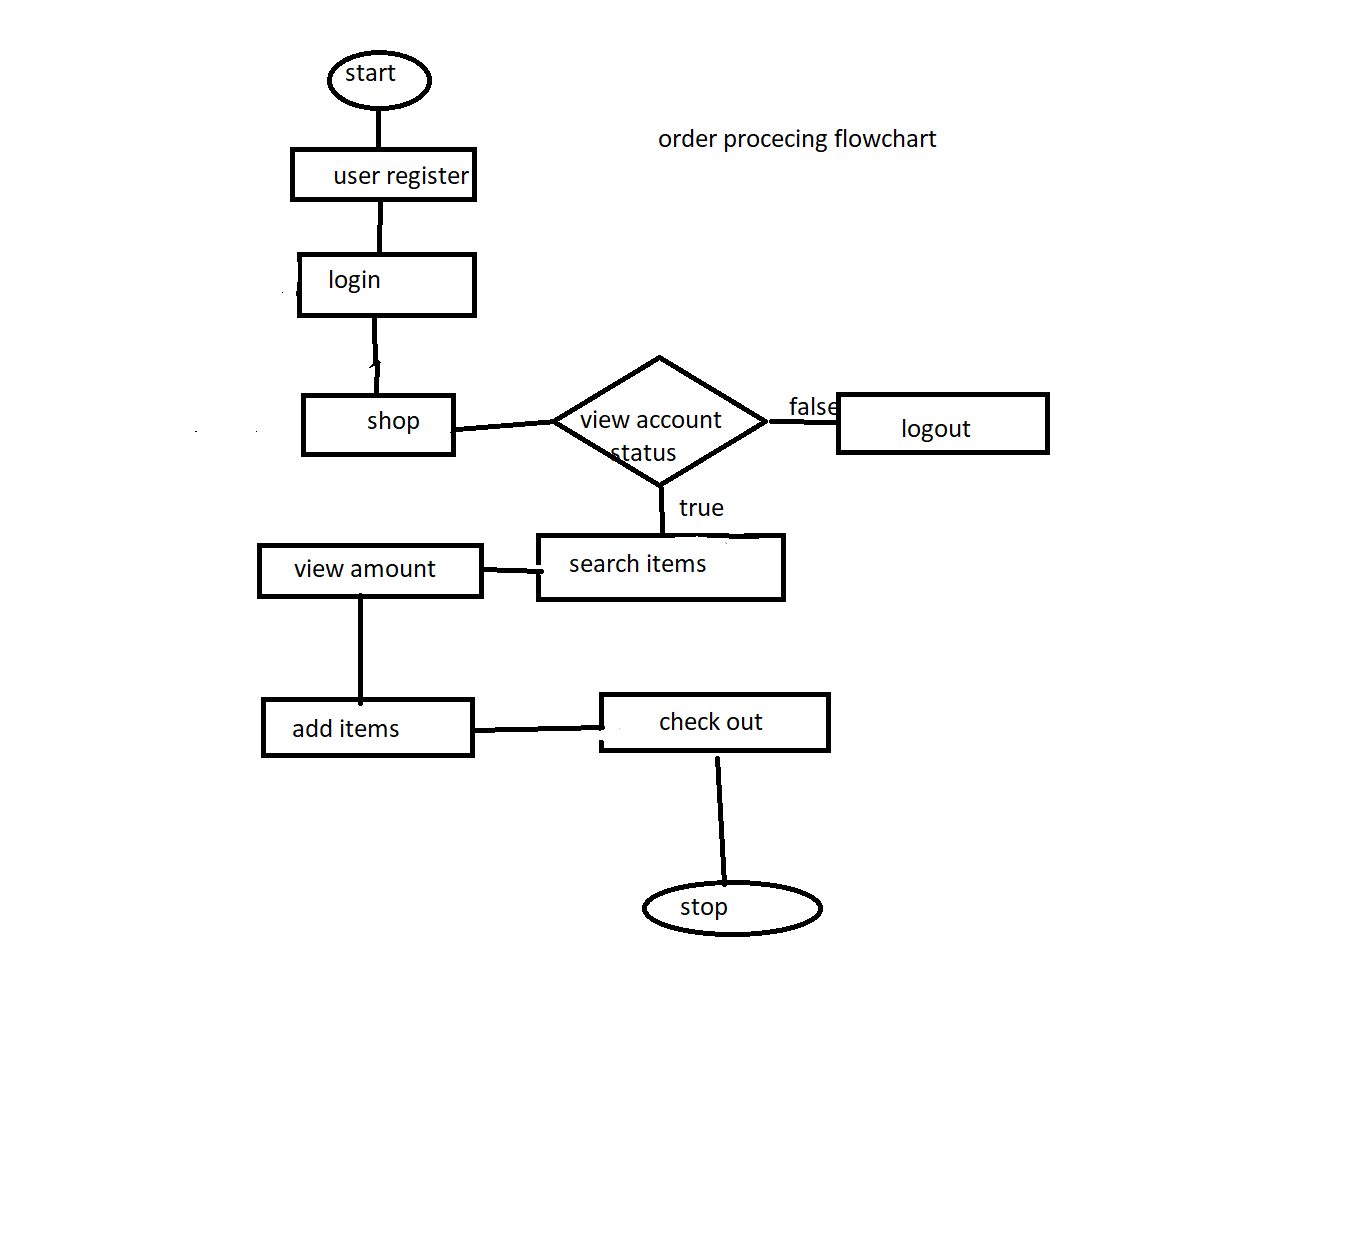 start
order procecing flowchart
user register
login
shop
view account
status
false
logout
true
search items
view amount
add items
check out
stop